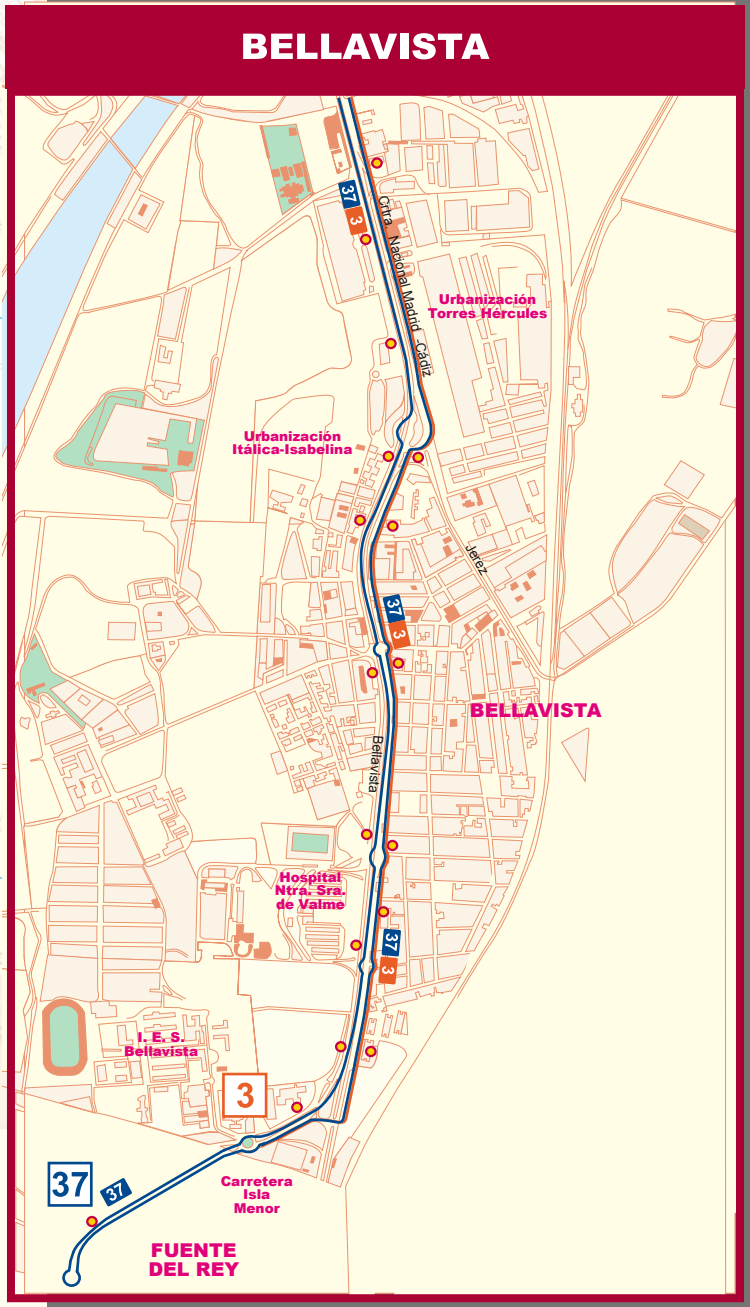 BELLAVISTA
37
3
Crtra. Nacional Madrid -Cádiz
Urbanización
Torres Hércules
Urbanización
Itálica-Isabelina
Jerez
37
3
BELLAVISTA
Bellavista
Hospital
Ntra. Sra.
de Valme
37
3
I. E. S.
Bellavista
3
37
37
Carretera
Isla
Menor
FUENTE
DEL REY